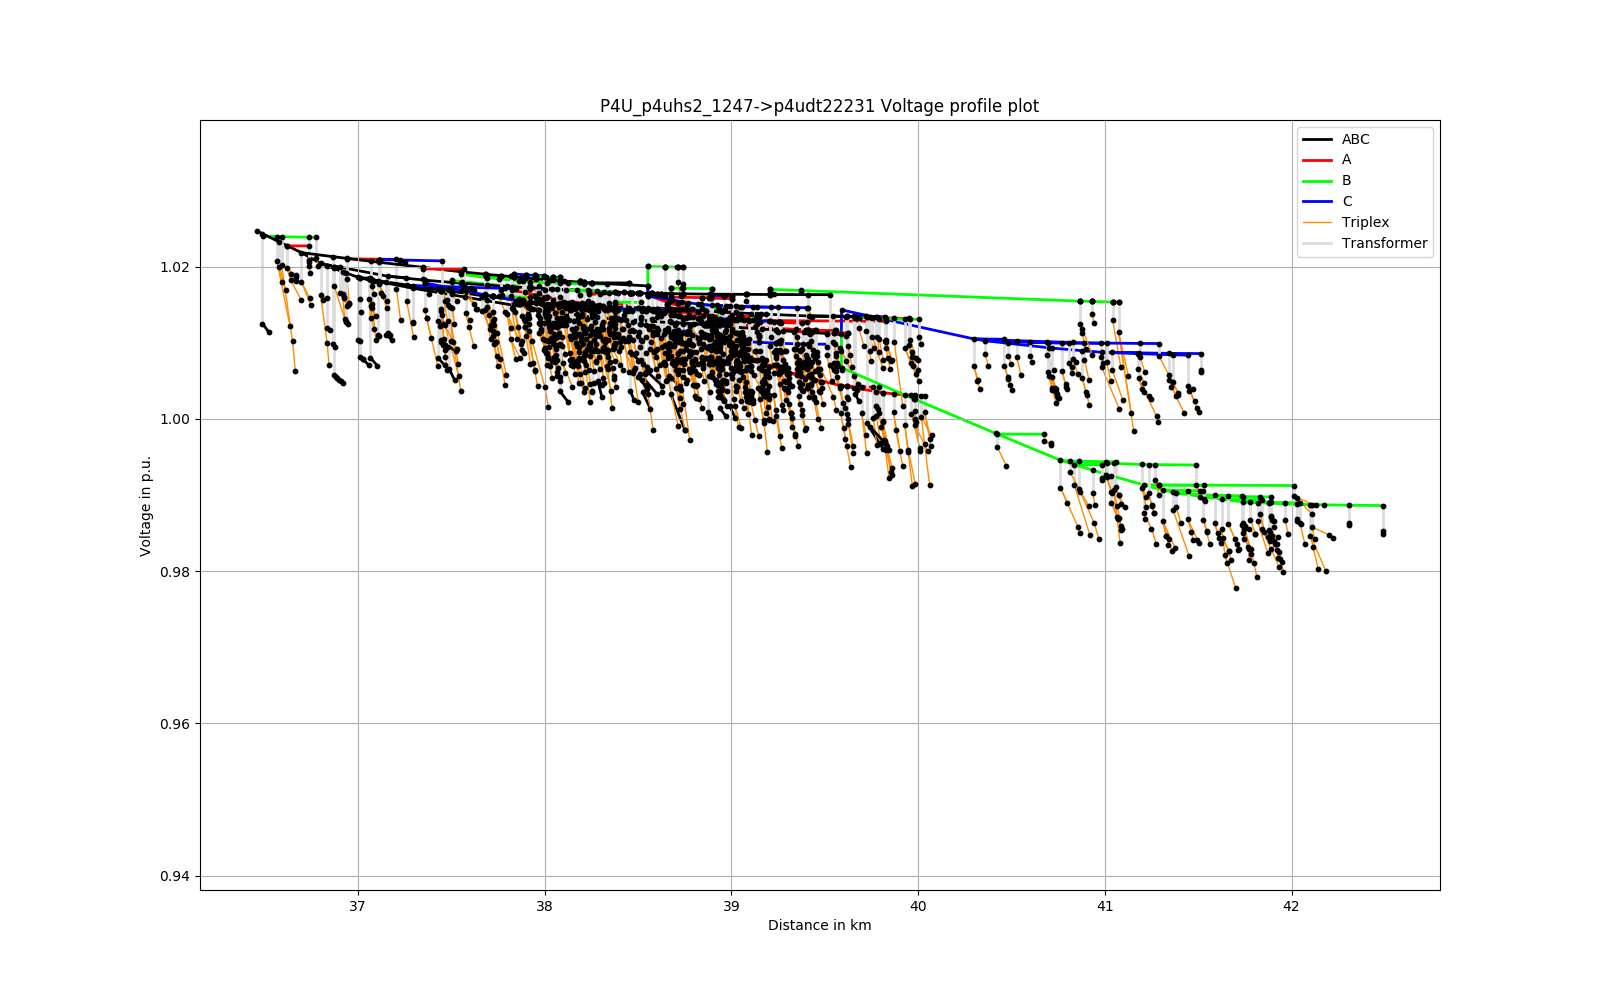 P4U_p4uhs2_1247->p4udt22231 Voltage profile plot
ABC
A
B
C
Triplex
Transformer
Voltage in p.u.
1.02
1.00
0.98
0.96
0.94
37 38 39 40 41 42
Distance in km